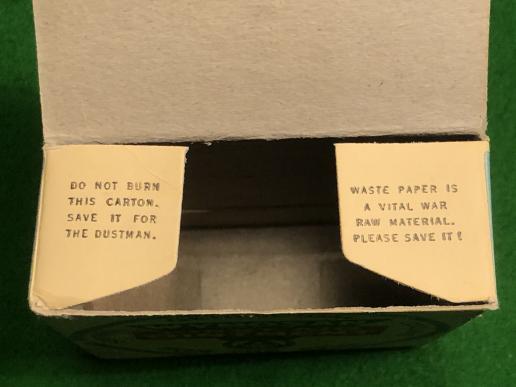 DO NOT BURN
THIS CARTON.
SAVE IT FOR
THE DUSTMAN.
WASTE PAPER IS
A VITAL WAR
RAW MATERIAL.
PLEASE SAVE IT!